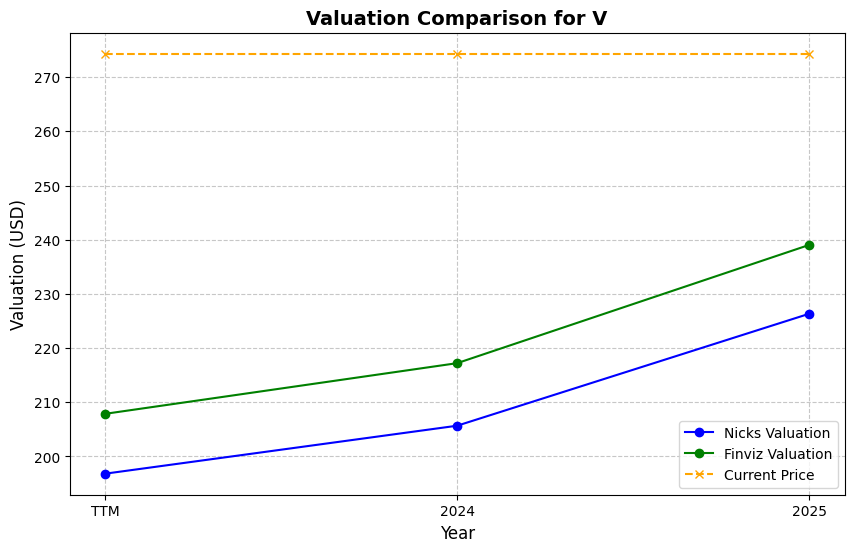 Valuation Comparison for V
Valuation (USD)
270
260
250
240
230
220
210
200
Nicks Valuation
Finviz Valuation
Current Price
TTM
2024
2025
Year